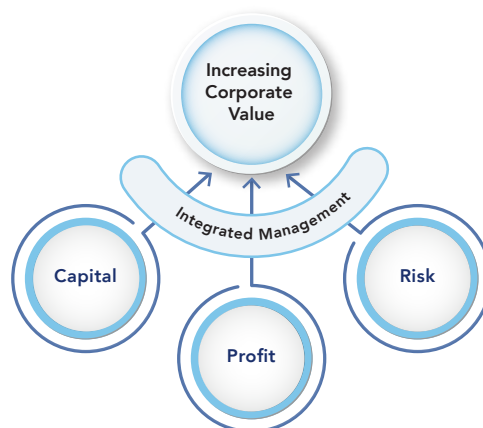 Increasing
Corporate
Value
Integrated Management
Capital
Risk
Profit